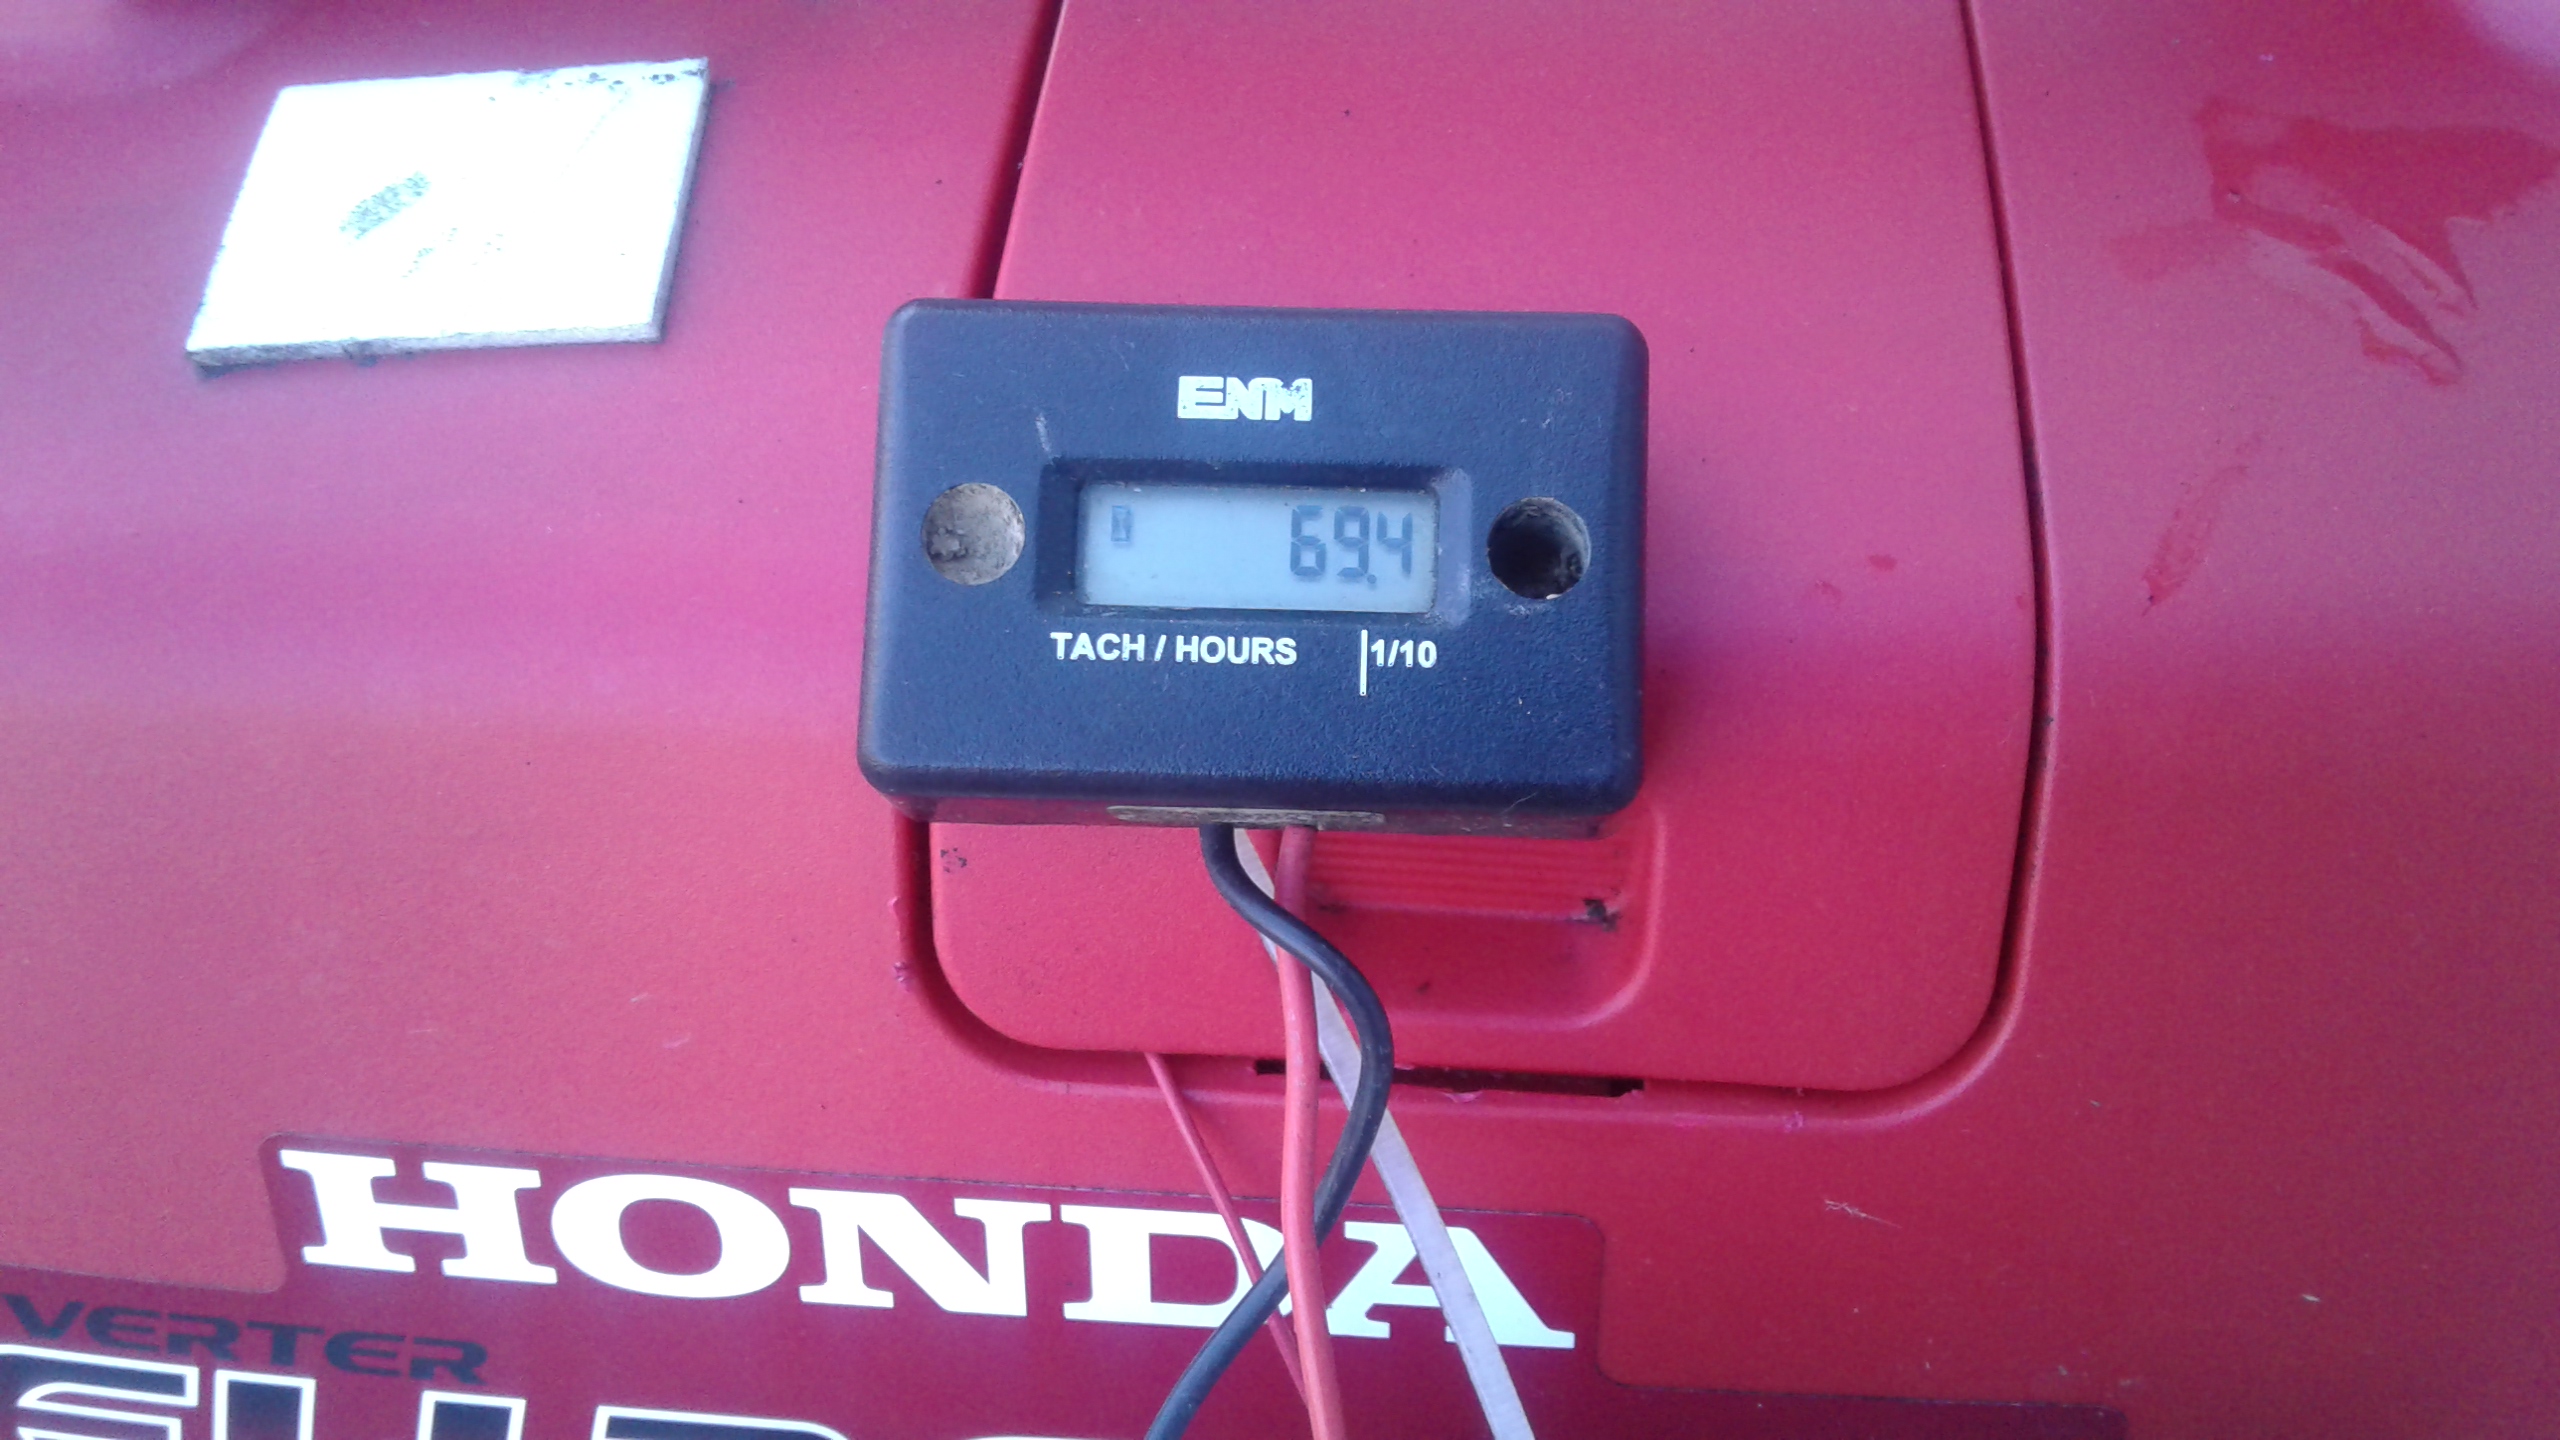 ENM
69.4
TACH / HOURS 1/10
HONDA
VERTER